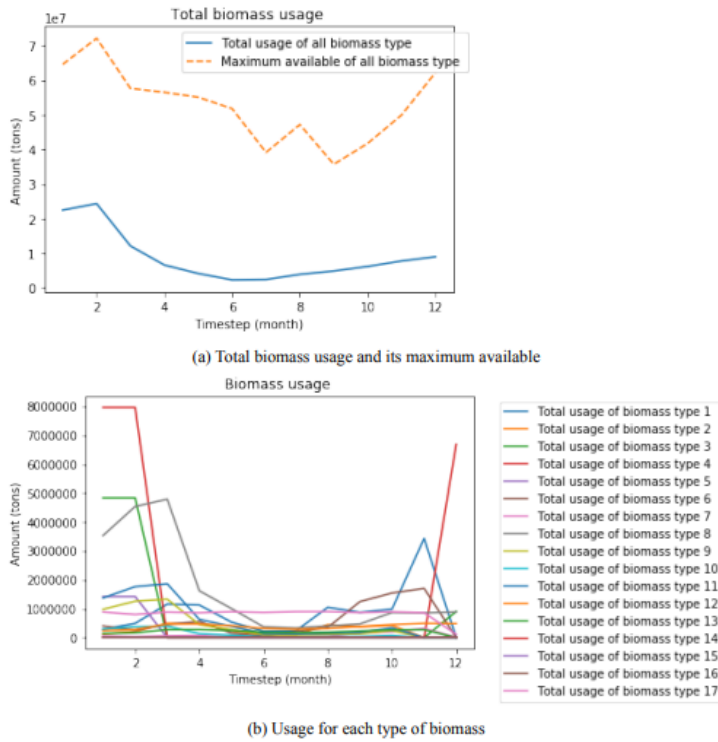 Total biomass usage
1e7
Total usage of all biomass type
Maximum available of all biomass type
7
6
5
4
3
2
1
0
Amount (tons)
2 4 6 8 10 12
Timestep (month)
(a) Total biomass usage and its maximum available
Biomass usage
8000000
7000000
6000000
5000000
4000000
3000000
2000000
1000000
0
Amount (tons)
2 4 6 8 10 12
Timestep (month)
Total usage of biomass type 1
Total usage of biomass type 2
Total usage of biomass type 3
Total usage of biomass type 4
Total usage of biomass type 5
Total usage of biomass type 6
Total usage of biomass type 7
Total usage of biomass type 8
Total usage of biomass type 9
Total usage of biomass type 10
Total usage of biomass type 11
Total usage of biomass type 12
Total usage of biomass type 13
Total usage of biomass type 14
Total usage of biomass type 15
Total usage of biomass type 16
Total usage of biomass type 17
(b) Usage for each type of biomass